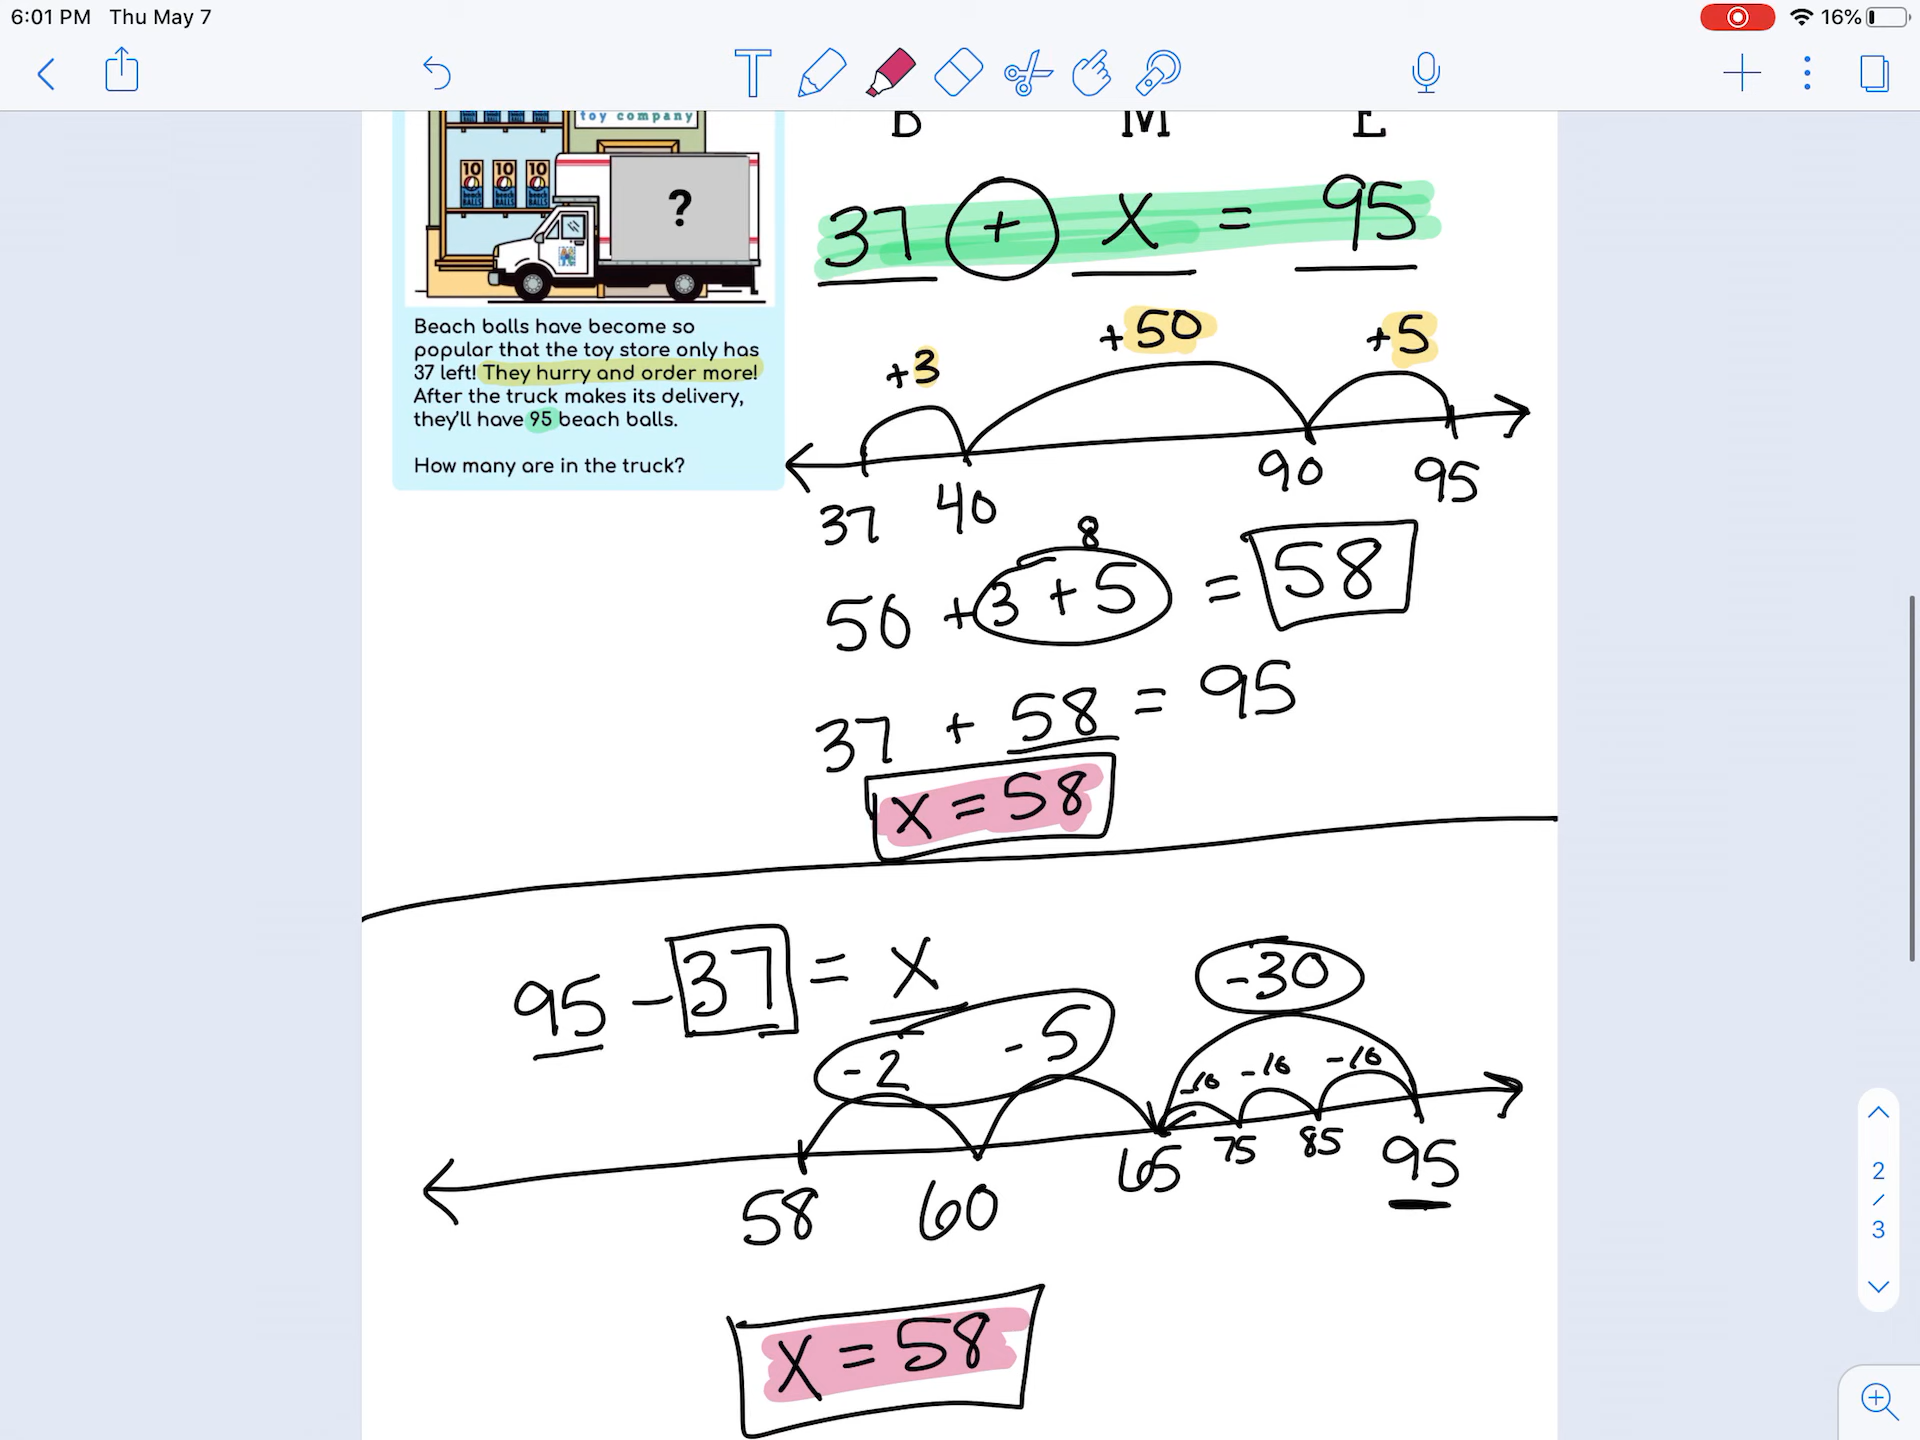 6:01 PM Thu May 7
16%
T
toy company
10 10 10
?
Beach balls have become so
popular that the toy store only has
37 left! They hurry and order more!
After the truck makes its delivery,
they'll have 95 beach balls.
How many are in the truck?
B M E
37 + x = 95
+3 +50 +5
37 40 90 95
8
50 + 3 + 5 = 58
37 + 58 = 95
x = 58
95 - 37 = x
-30
-2 -5 -10 -10 -10
58 60 65 75 85 95
x = 58
2
/
3